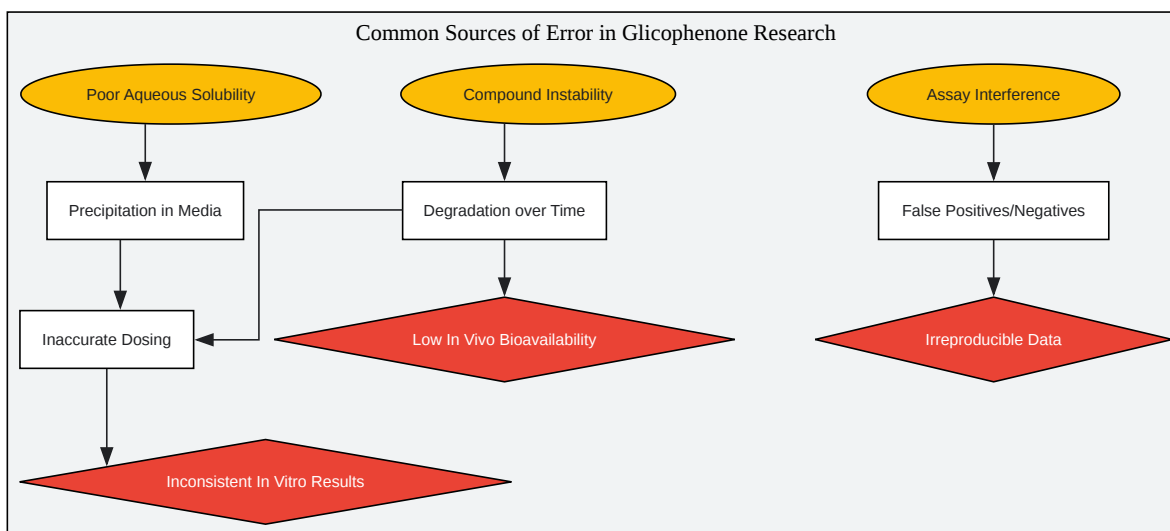 Common Sources of Error in Glicophenone Research
Poor Aqueous Solubility
Compound Instability
Assay Interference
Precipitation in Media
Degradation over Time
False Positives/Negatives
Inaccurate Dosing
Low In Vivo Bioavailability
Irreproducible Data
Inconsistent In Vitro Results